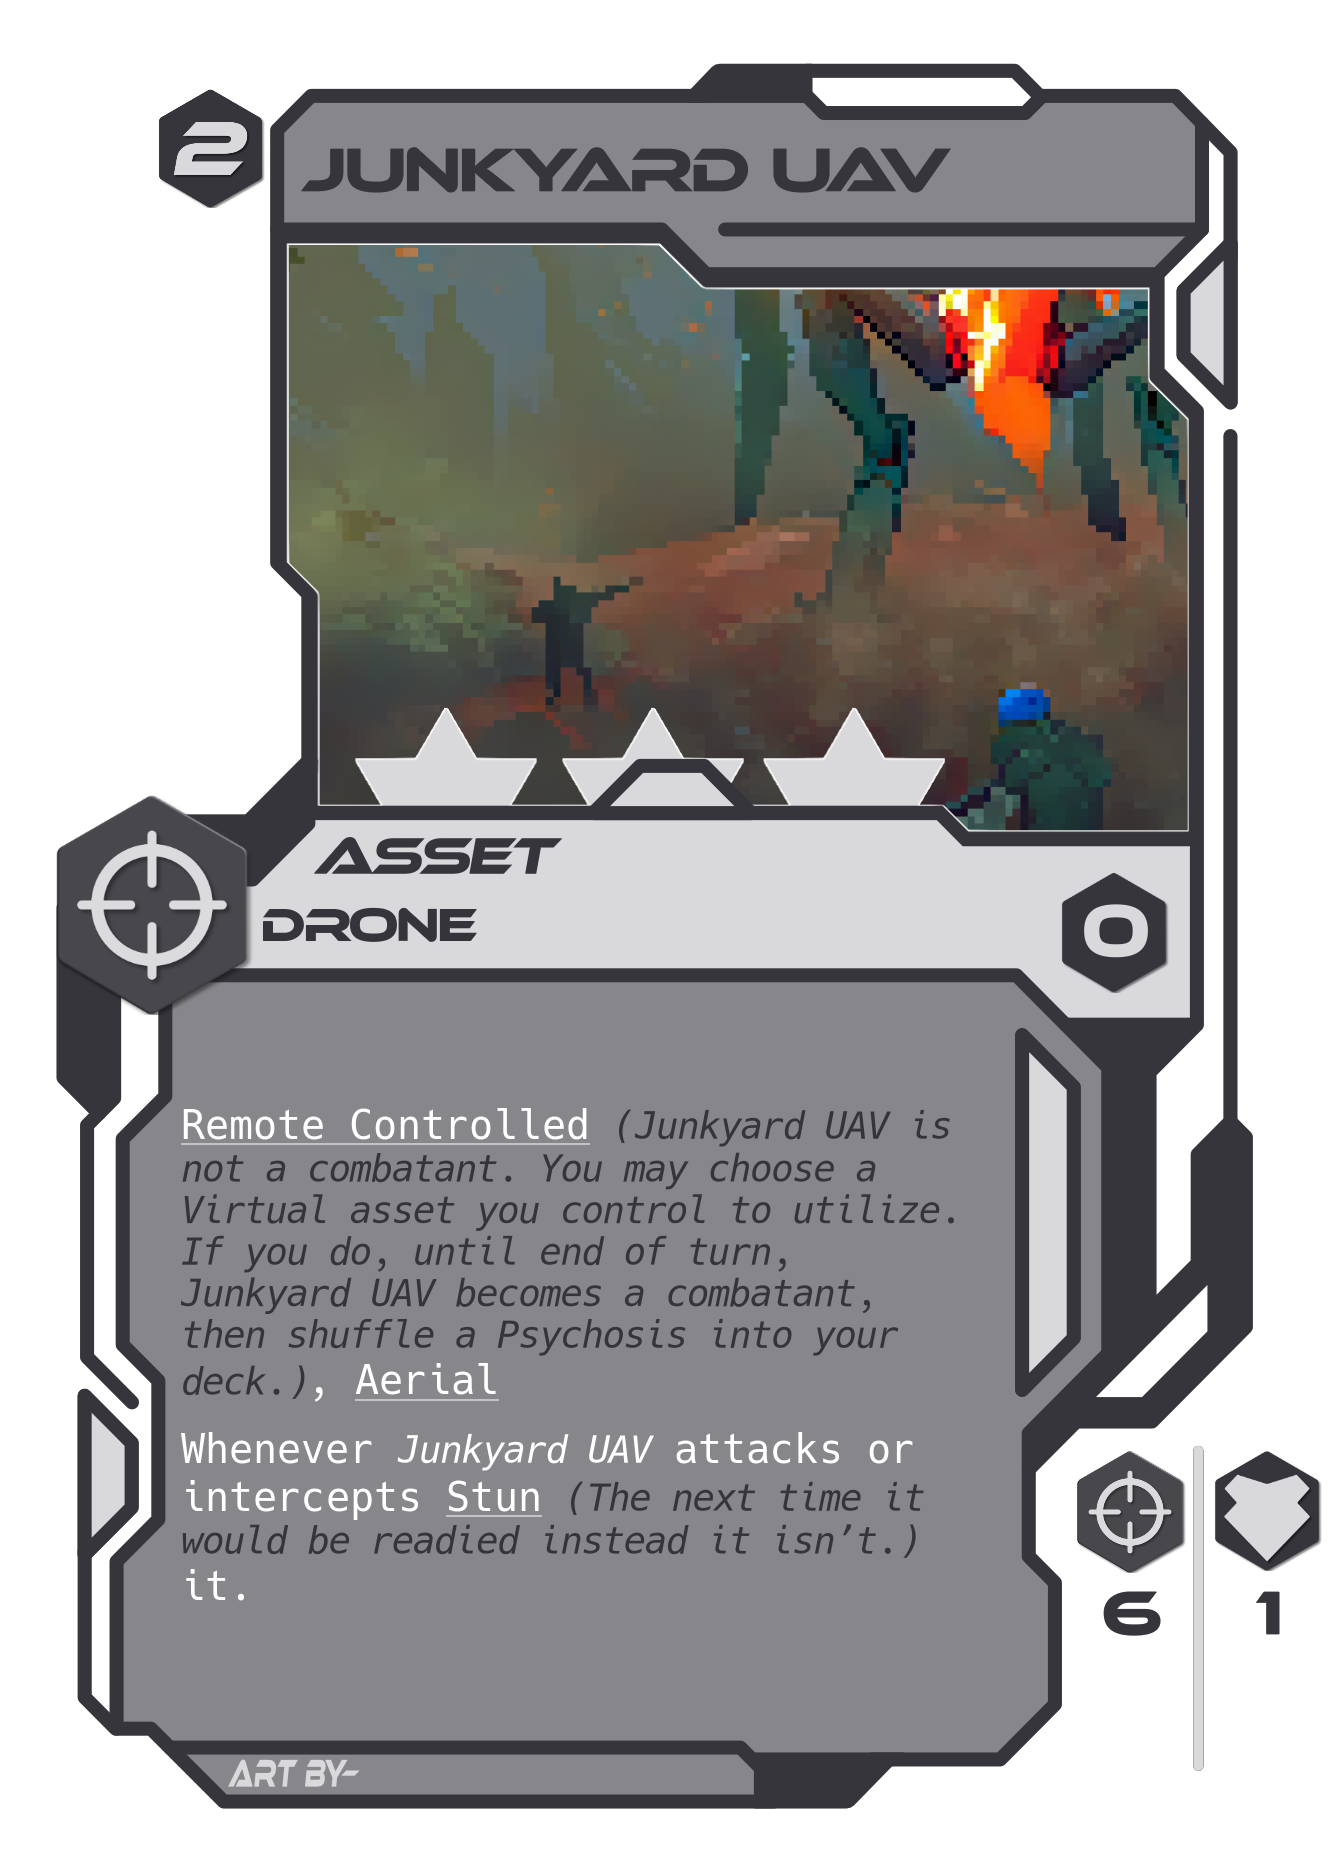 2
JUNKYARD UAV
ASSET
DRONE
0
Remote Controlled (Junkyard UAV is
not a combatant. You may choose a
Virtual asset you control to utilize.
If you do, until end of turn,
Junkyard UAV becomes a combatant,
then shuffle a Psychosis into your
deck.), Aerial
Whenever Junkyard UAV attacks or
intercepts Stun (The next time it
would be readied instead it isn’t.)
it.
6
1
ART BY-